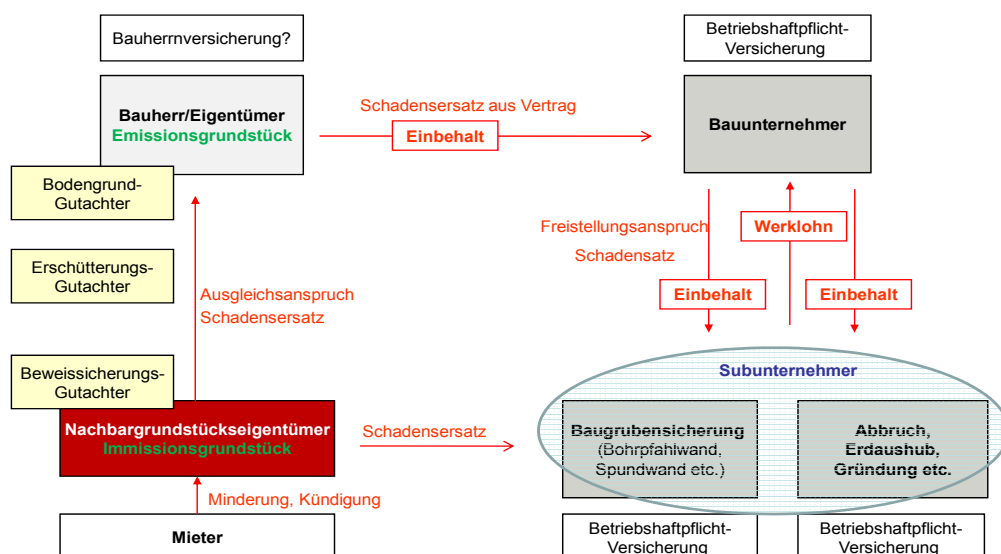 Bauherrnversicherung?
Betriebshaftpflicht-
Versicherung
Bauherr/Eigentümer
Emissionsgrundstück
Schadensersatz aus Vertrag
Einbehalt
Bauunternehmer
Bodengrund-
Gutachter
Erschütterungs-
Gutachter
Freistellungsanspruch
Schadensatz
Werklohn
Einbehalt
Einbehalt
Ausgleichsanspruch
Schadensersatz
Beweissicherungs-
Gutachter
Subunternehmer
Nachbargrundstückseigentümer
Immissionsgrundstück
Schadensersatz
Baugrubensicherung
(Bohrpfahlwand,
Spundwand etc.)
Abbruch,
Erdaushub,
Gründung etc.
Minderung, Kündigung
Mieter
Betriebshaftpflicht-
Versicherung
Betriebshaftpflicht-
Versicherung